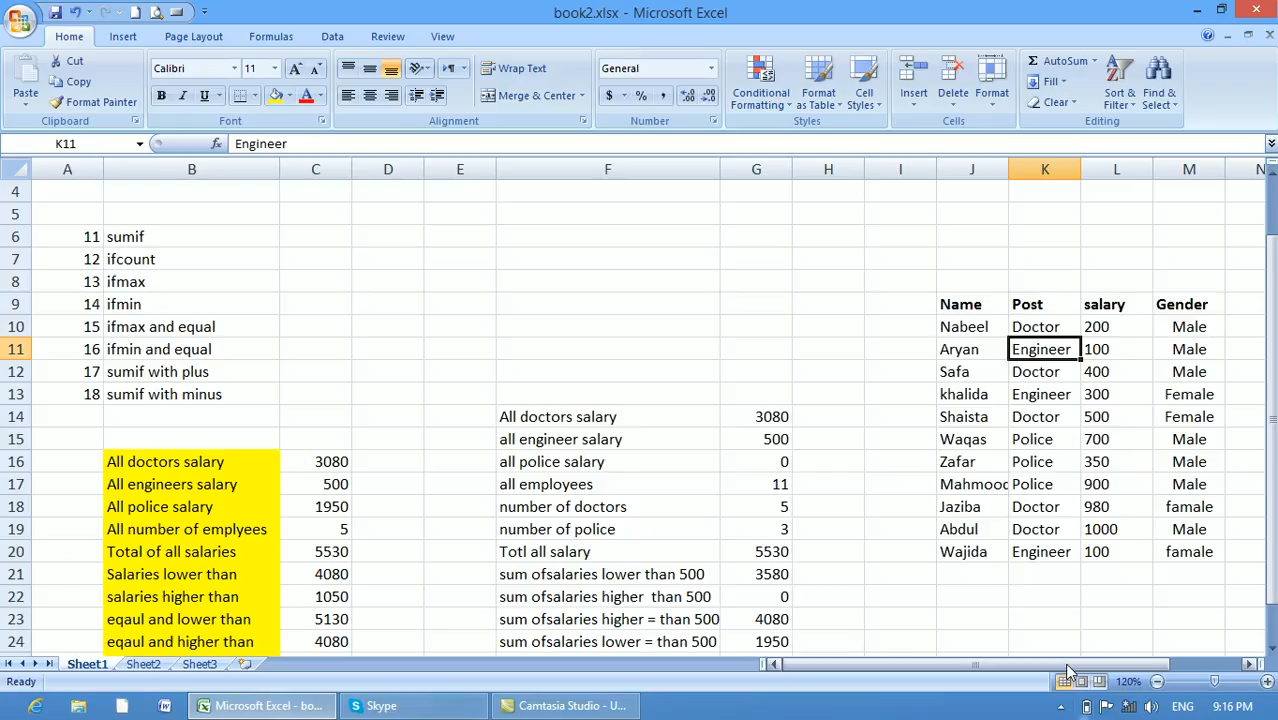 book2.xlsx - Microsoft Excel
Home Insert Page Layout Formulas Data Review View
Paste Cut Copy Format Painter Clipboard
Calibri 11 B I U A Font
Wrap Text Merge & Center Alignment
General $ % , Number
Conditional Formatting Format as Table Cell Styles Styles
Insert Delete Format Cells
Σ AutoSum Fill Clear Sort & Filter Find & Select Editing
K11 fx Engineer
A B C D E F G H I J K L M N
4
5
6 11 sumif
7 12 ifcount
8 13 ifmax
9 14 ifmin Name Post salary Gender
10 15 ifmax and equal Nabeel Doctor 200 Male
11 16 ifmin and equal Aryan Engineer 100 Male
12 17 sumif with plus Safa Doctor 400 Male
13 18 sumif with minus khalida Engineer 300 Female
14 All doctors salary 3080 Shaista Doctor 500 Female
15 all engineer salary 500 Waqas Police 700 Male
16 All doctors salary 3080 all police salary 0 Zafar Police 350 Male
17 All engineers salary 500 all employees 11 Mahmood Police 900 Male
18 All police salary 1950 number of doctors 5 Jaziba Doctor 980 famale
19 All number of emplyees 5 number of police 3 Abdul Doctor 1000 Male
20 Total of all salaries 5530 Totl all salary 5530 Wajida Engineer 100 famale
21 Salaries lower than 4080 sum ofsalaries lower than 500 3580
22 salaries higher than 1050 sum ofsalaries higher than 500 0
23 eqaul and lower than 5130 sum ofsalaries higher = than 500 4080
24 eqaul and higher than 4080 sum ofsalaries lower = than 500 1950
Sheet1 Sheet2 Sheet3
Ready 120%
Microsoft Excel - bo... Skype Camtasia Studio - U... ENG 9:16 PM